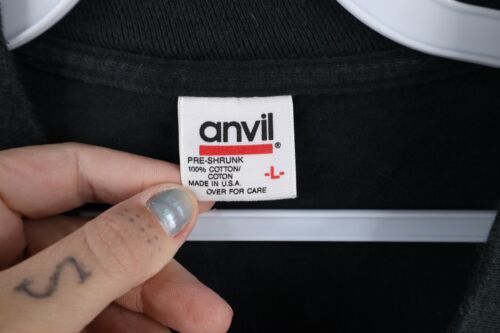 anvil®
PRE-SHRUNK
100% COTTON/
COTON
MADE IN U.S.A.
OVER FOR CARE
-L-
S